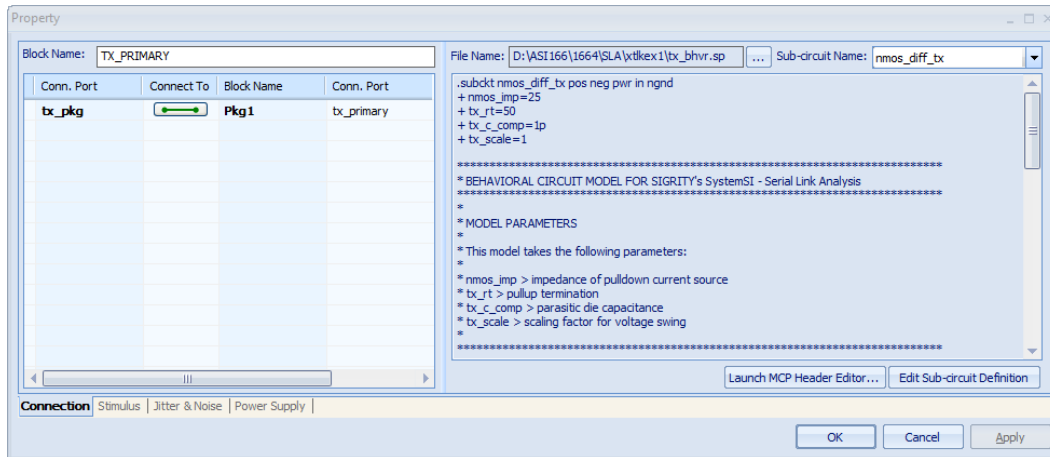 Property
Block Name: TX_PRIMARY
Conn. Port Connect To Block Name Conn. Port
tx_pkg Pkg1 tx_primary
File Name: D:\ASI166\1664\SLA\xtlkex1\tx_bhvr.sp ... Sub-circuit Name: nmos_diff_tx
.subckt nmos_diff_tx pos neg pwr in ngnd
+ nmos_imp=25
+ tx_rt=50
+ tx_c_comp=1p
+ tx_scale=1
******************************************************************************
* BEHAVIORAL CIRCUIT MODEL FOR SIGRITY's SystemSI - Serial Link Analysis
******************************************************************************
*
* MODEL PARAMETERS
*
* This model takes the following parameters:
*
* nmos_imp > impedance of pulldown current source
* tx_rt > pullup termination
* tx_c_comp > parasitic die capacitance
* tx_scale > scaling factor for voltage swing
*
******************************************************************************
Launch MCP Header Editor... Edit Sub-circuit Definition
Connection Stimulus Jitter & Noise Power Supply
OK Cancel Apply